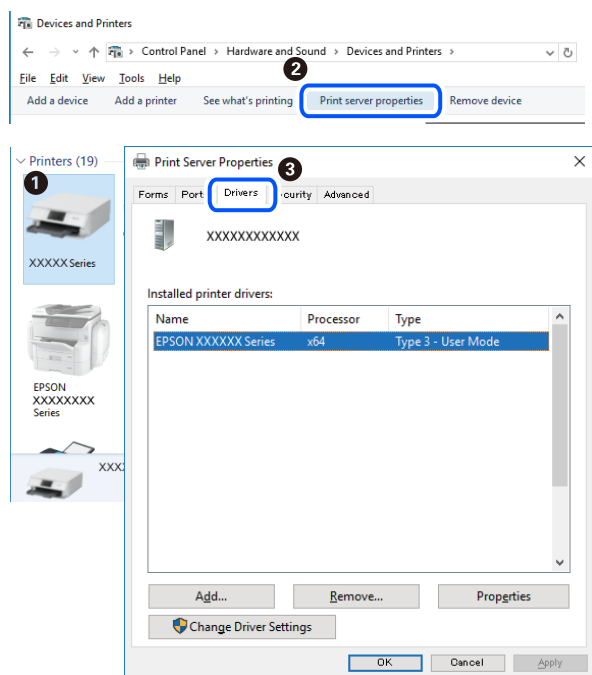 Devices and Printers
Control Panel > Hardware and Sound > Devices and Printers >
2
File Edit View Tools Help
Add a device Add a printer See what's printing Print server properties Remove device
Printers (19)
1
XXXXX Series
EPSON
XXXXXXXX
Series
XXX
Print Server Properties
3
Forms Port Drivers curity Advanced
XXXXXXXXXXXX
Installed printer drivers:
Name Processor Type
EPSON XXXXXX Series x64 Type 3 - User Mode
Add... Remove... Properties
Change Driver Settings
OK Cancel Apply